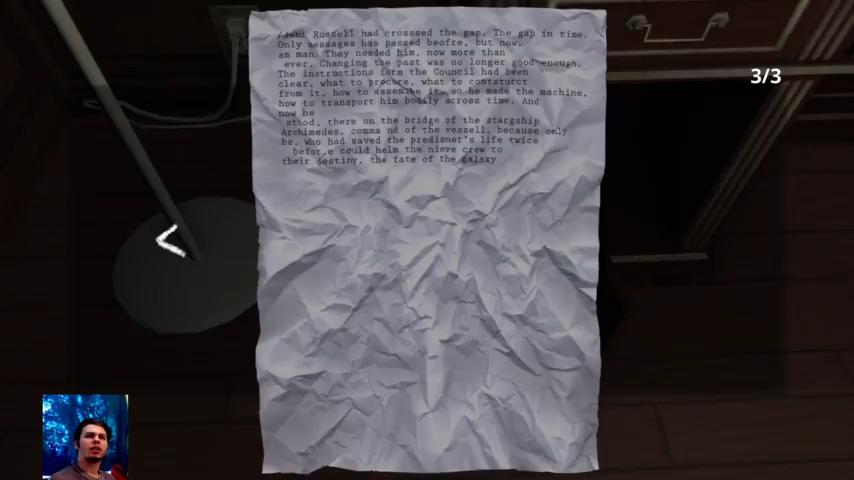 /John Russell had crosssed the gap. The gap in time.
Only messages has passed beofre, but now,
am man. They needed him, now more than
ever. Changing the past was no longer good enough.
The instructions form the Council had been
clear, what to procure, what to contsturct
from it, how to assemlbe it, so he made the machine,
how to transport him bodily across time. And
now he
stood, there on the bridge of the stargship
Archimedes, comma nd of the vessell, because only
he, who had saved the predisnet's life twice
befor,e could helm the nieve crew to
their destiny, the fate of the galaxy
3/3